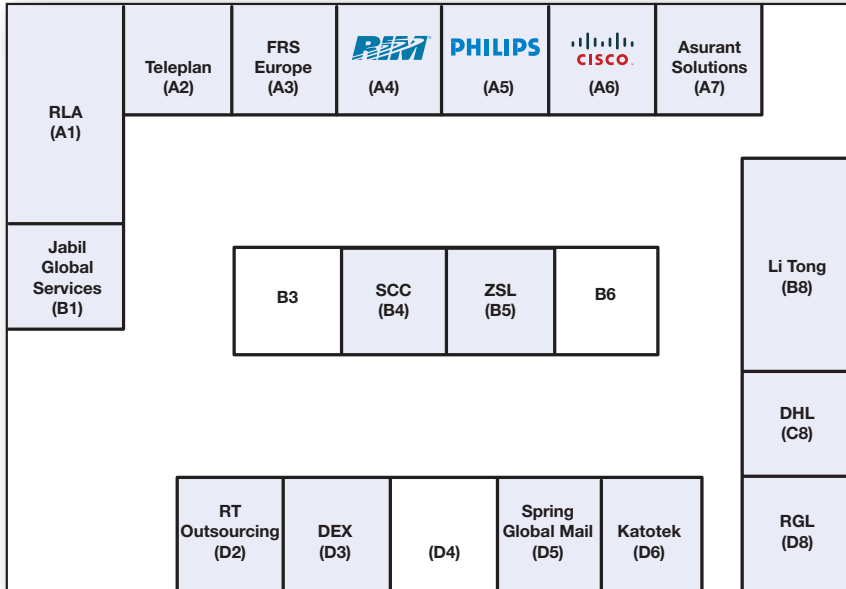 RLA
(A1)
Teleplan
(A2)
FRS
Europe
(A3)
RIM
(A4)
PHILIPS
(A5)
CISCO
(A6)
Asurant
Solutions
(A7)
Jabil
Global
Services
(B1)
B3
SCC
(B4)
ZSL
(B5)
B6
Li Tong
(B8)
DHL
(C8)
RT
Outsourcing
(D2)
DEX
(D3)
(D4)
Spring
Global Mail
(D5)
Katotek
(D6)
RGL
(D8)